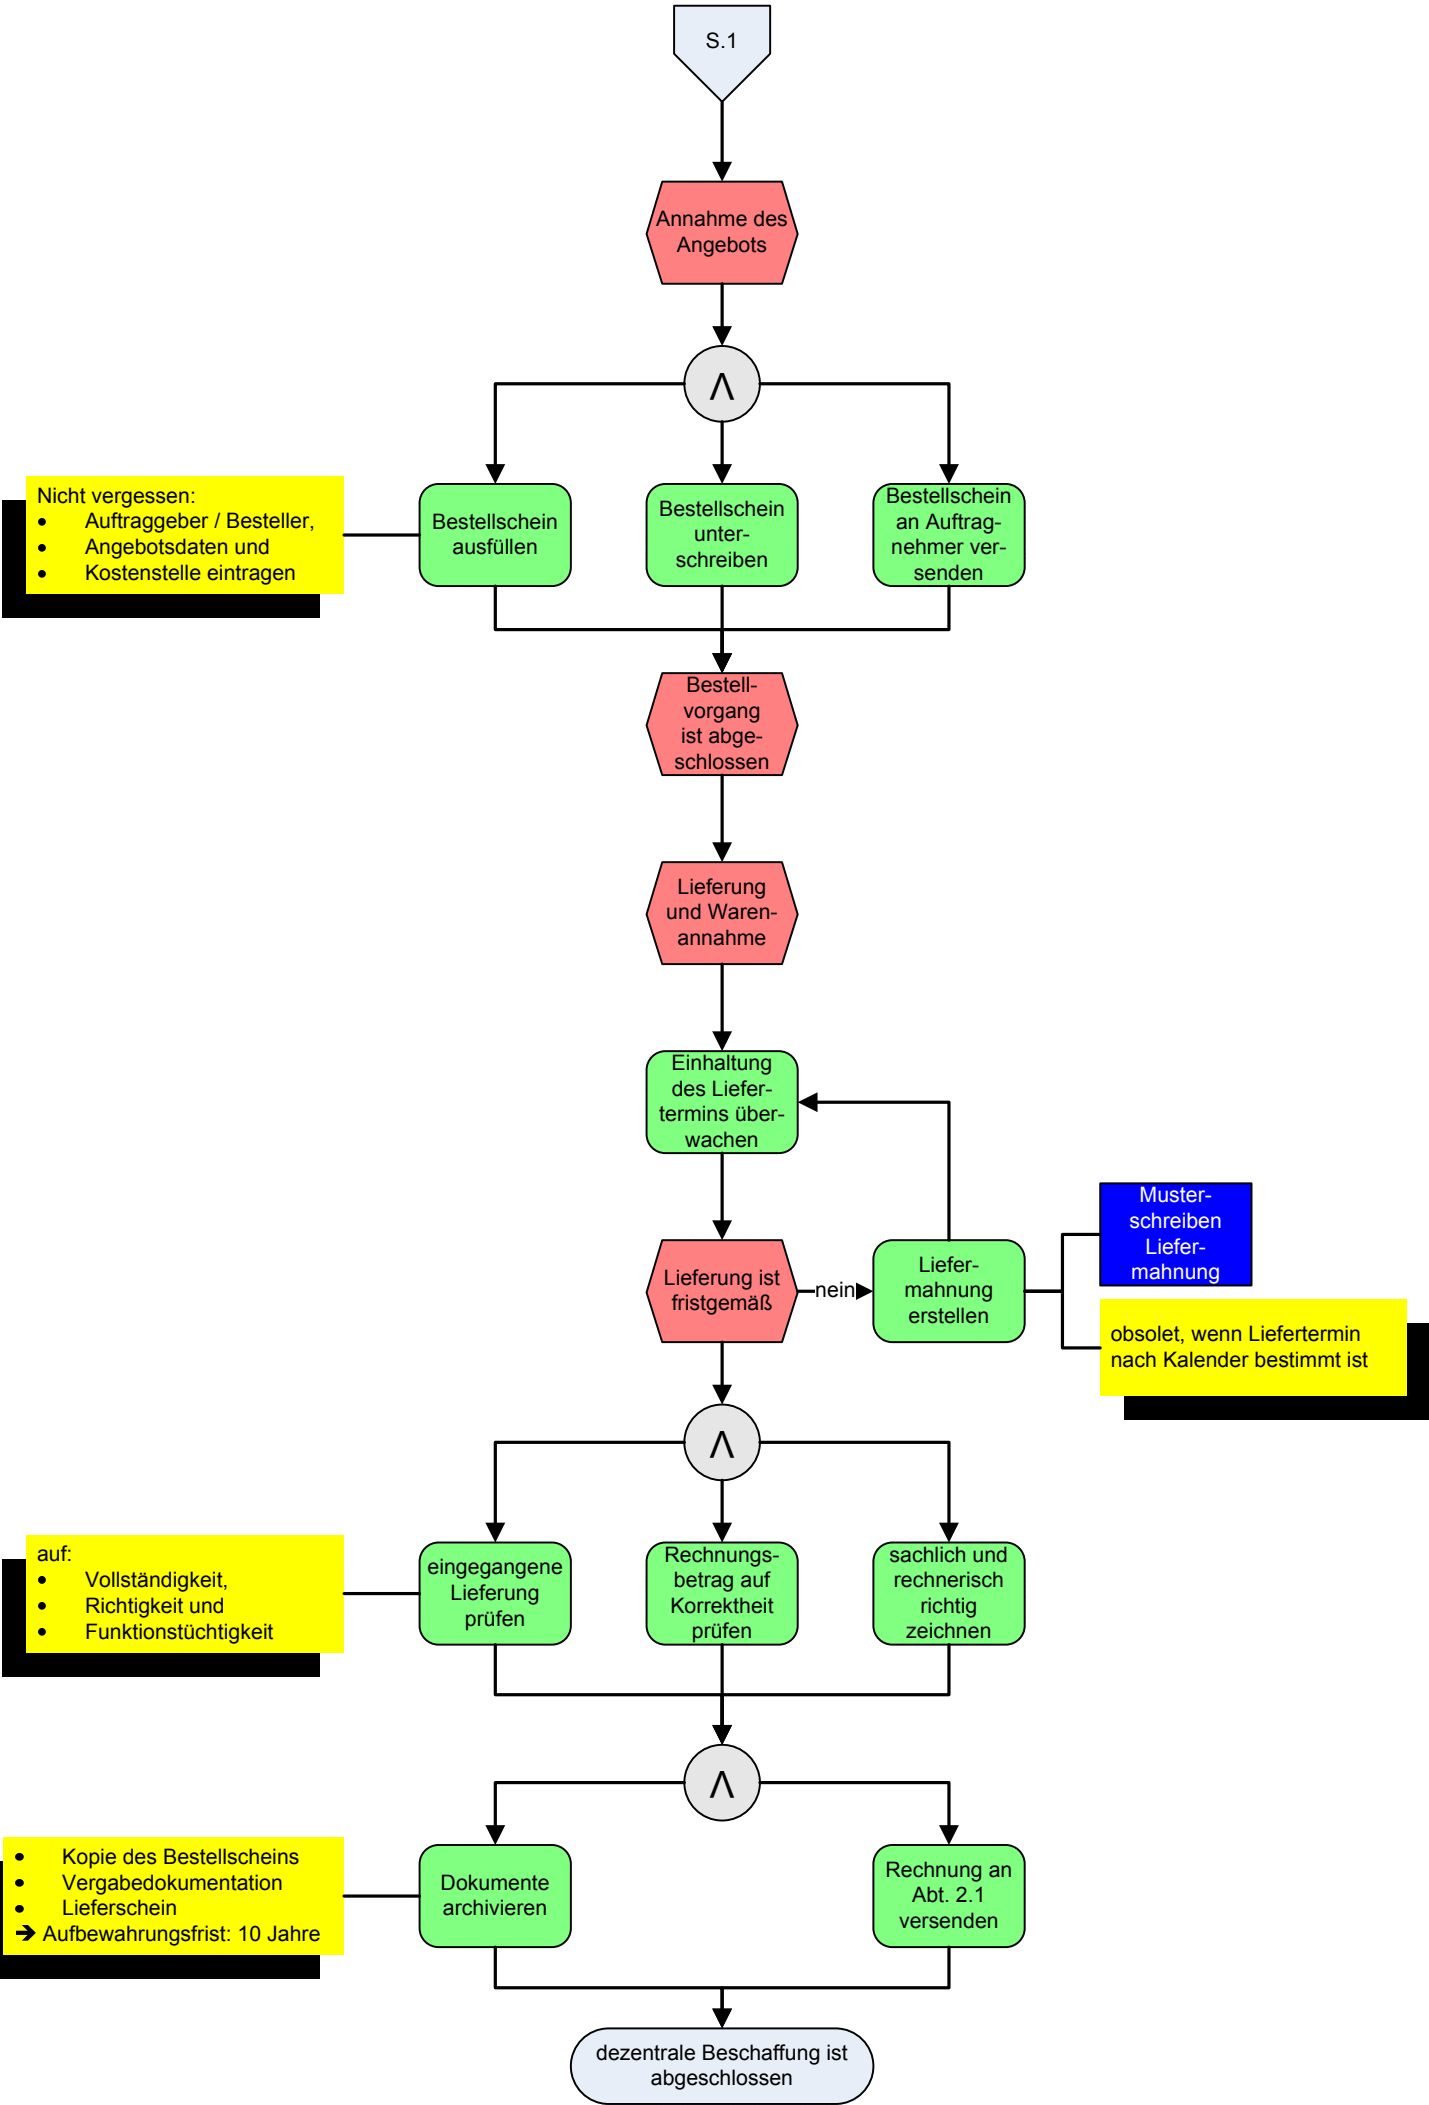 S.1
Annahme des
Angebots
Λ
Nicht vergessen:
• Auftraggeber / Besteller,
• Angebotsdaten und
• Kostenstelle eintragen
Bestellschein
ausfüllen
Bestellschein
unter-
schreiben
Bestellschein
an Auftrag-
nehmer ver-
senden
Bestell-
vorgang
ist abge-
schlossen
Lieferung
und Waren-
annahme
Einhaltung
des Liefer-
termins über-
wachen
Lieferung ist
fristgemäß
nein
Liefer-
mahnung
erstellen
Muster-
schreiben
Liefer-
mahnung
obsolet, wenn Liefertermin
nach Kalender bestimmt ist
Λ
auf:
• Vollständigkeit,
• Richtigkeit und
• Funktionstüchtigkeit
eingegangene
Lieferung
prüfen
Rechnungs-
betrag auf
Korrektheit
prüfen
sachlich und
rechnerisch
richtig
zeichnen
Λ
• Kopie des Bestellscheins
• Vergabedokumentation
• Lieferschein
➔ Aufbewahrungsfrist: 10 Jahre
Dokumente
archivieren
Rechnung an
Abt. 2.1
versenden
dezentrale Beschaffung ist
abgeschlossen